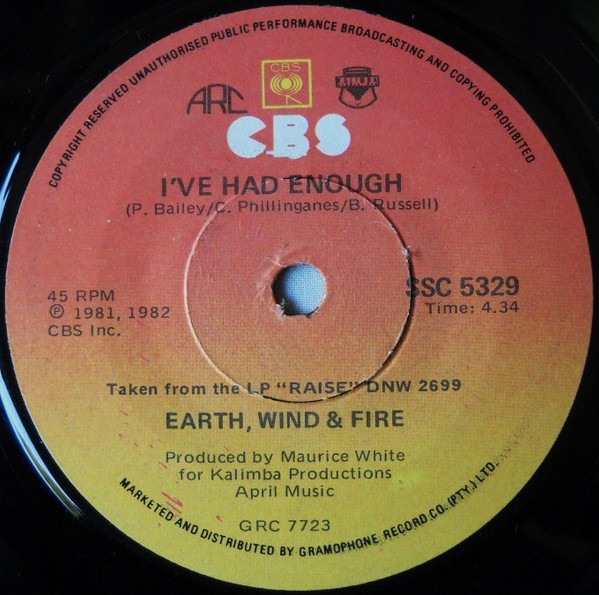 COPYRIGHT RESERVED UNAUTHORISED PUBLIC PERFORMANCE BROADCASTING AND COPYING PROHIBITED
ARC
CBS
CBS
I'VE HAD ENOUGH
(P. Bailey/C. Phillinganes/B. Russell)
45 RPM
℗ 1981, 1982
CBS Inc.
SSC 5329
Time: 4.34
Taken from the LP "RAISE" DNW 2699
EARTH, WIND & FIRE
Produced by Maurice White
for Kalimba Productions
April Music
GRC 7723
MARKETED AND DISTRIBUTED BY GRAMOPHONE RECORD CO. (PTY.) LTD.